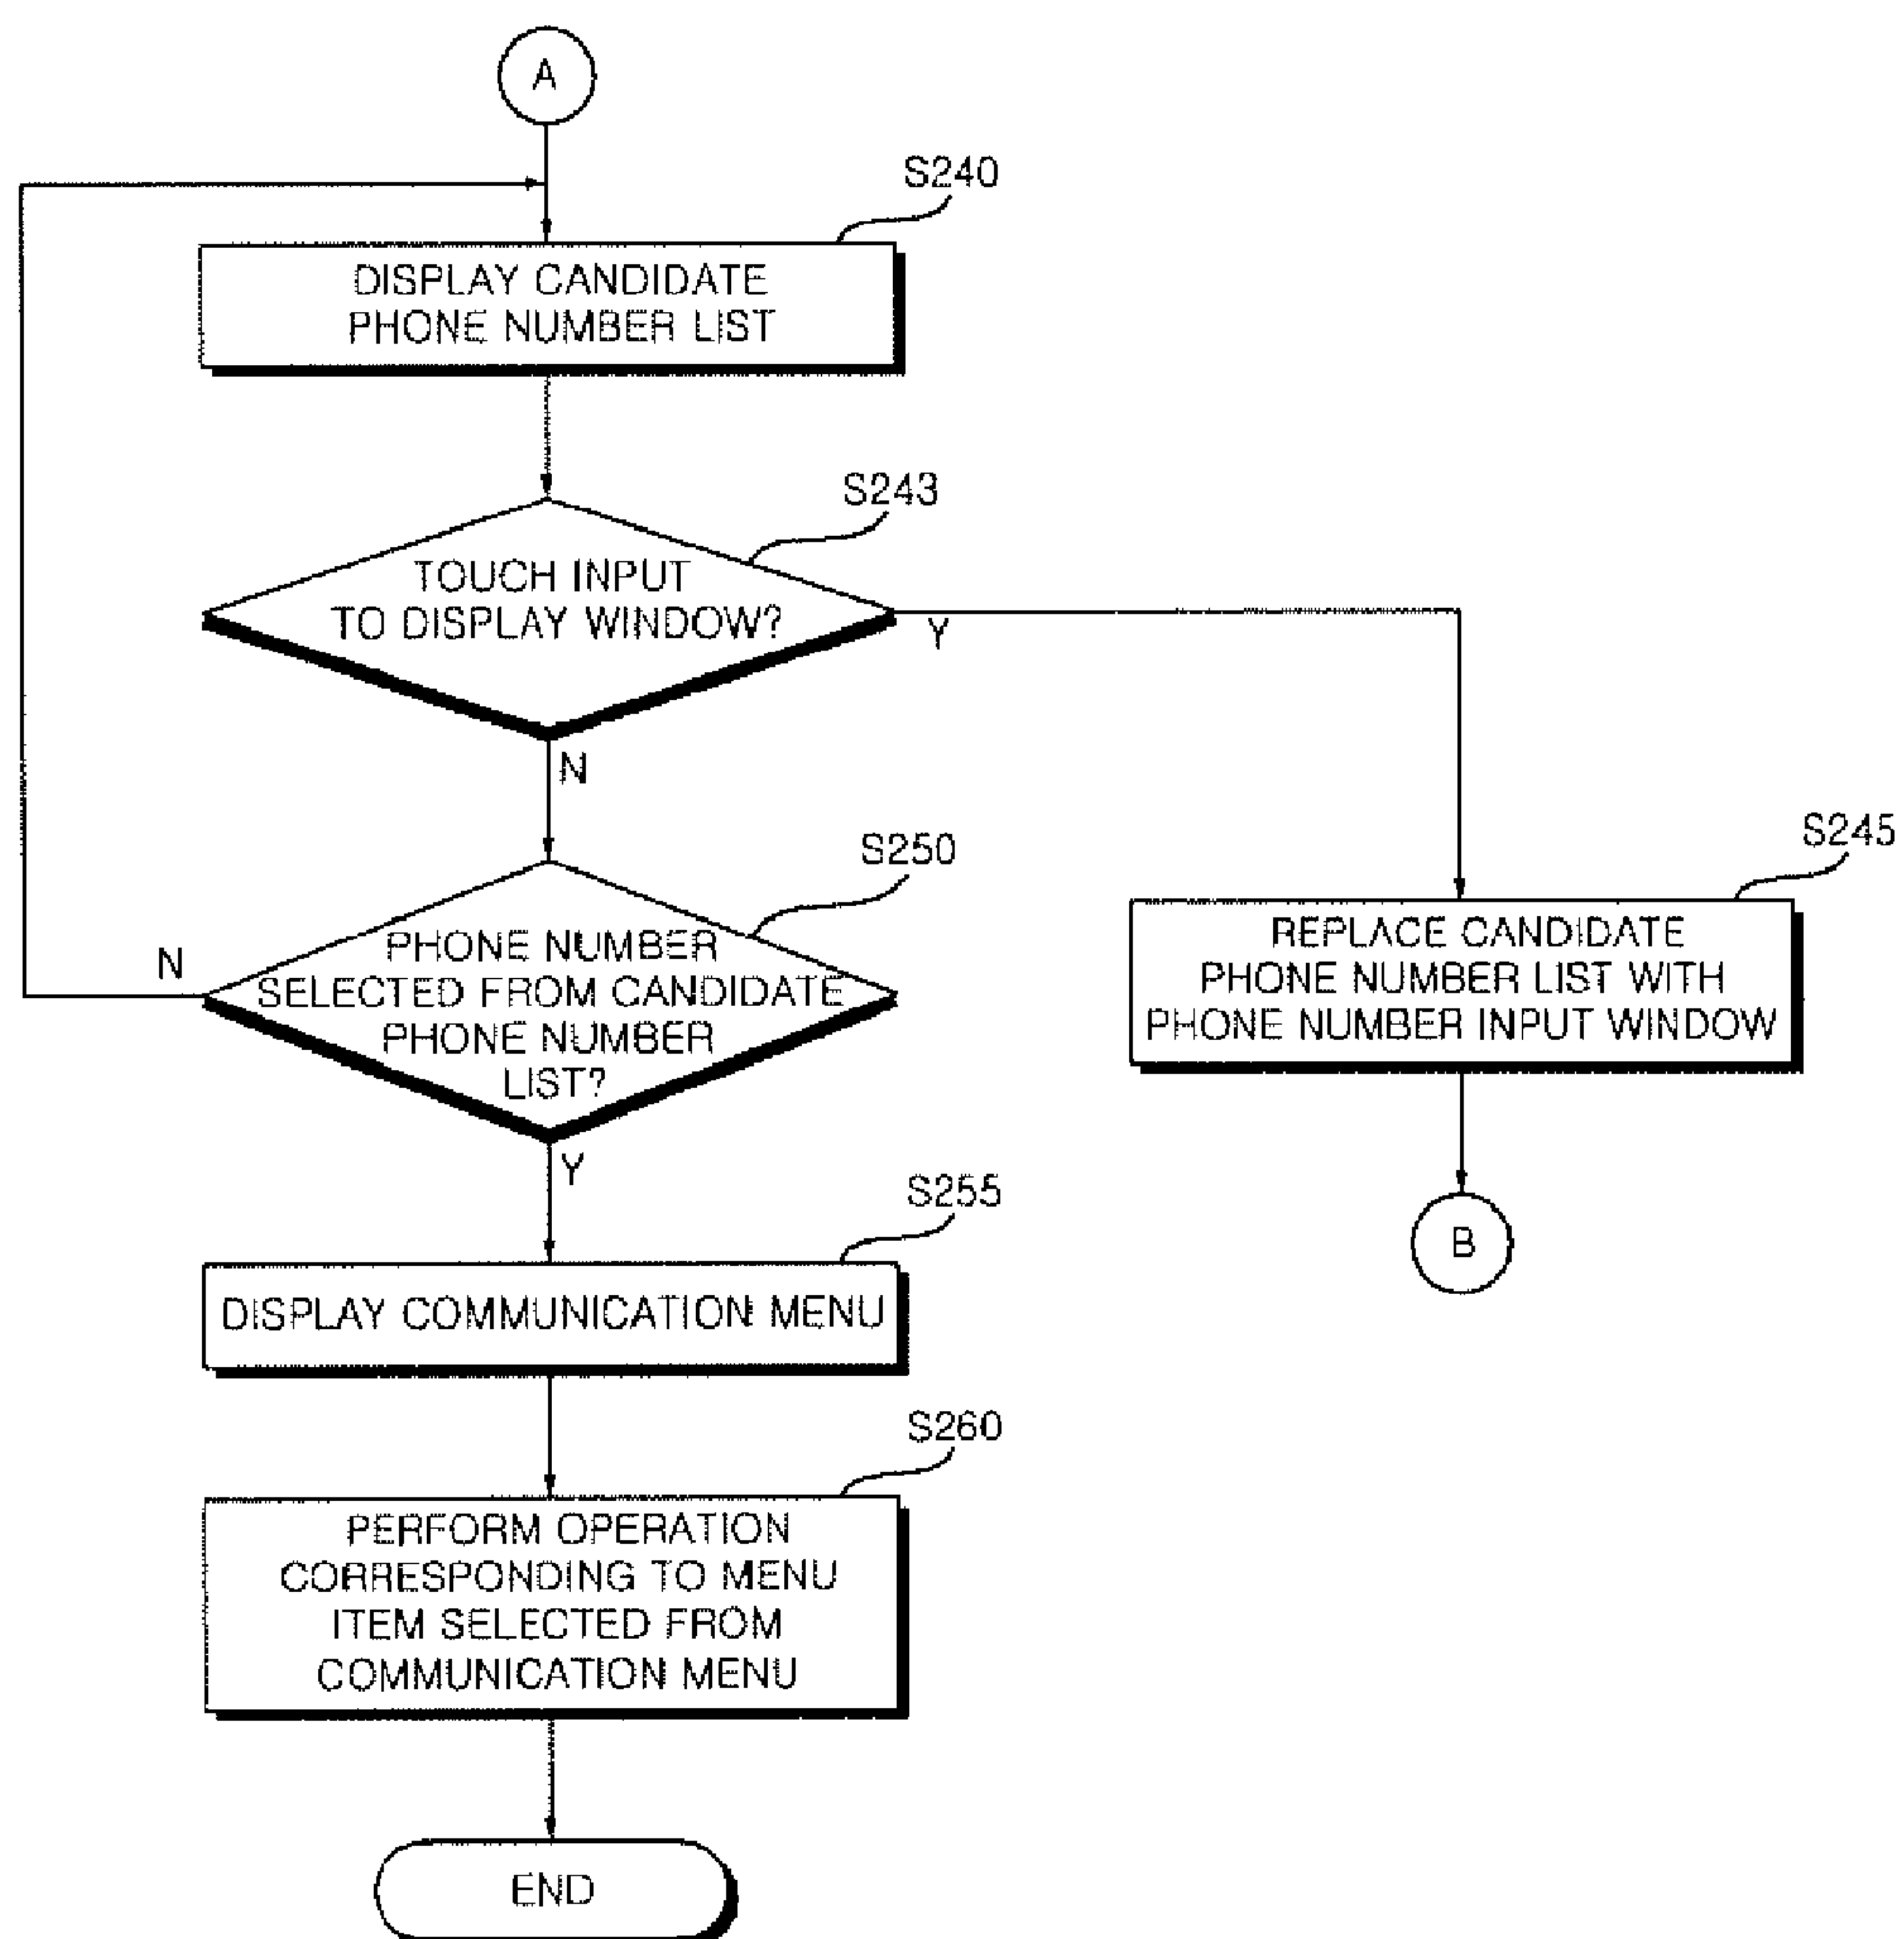 A
S240
DISPLAY CANDIDATE
PHONE NUMBER LIST
S243
TOUCH INPUT
TO DISPLAY WINDOW?
Y
N
S250
PHONE NUMBER
SELECTED FROM CANDIDATE
PHONE NUMBER
LIST?
N
Y
S245
REPLACE CANDIDATE
PHONE NUMBER LIST WITH
PHONE NUMBER INPUT WINDOW
B
S255
DISPLAY COMMUNICATION MENU
S260
PERFORM OPERATION
CORRESPONDING TO MENU
ITEM SELECTED FROM
COMMUNICATION MENU
END